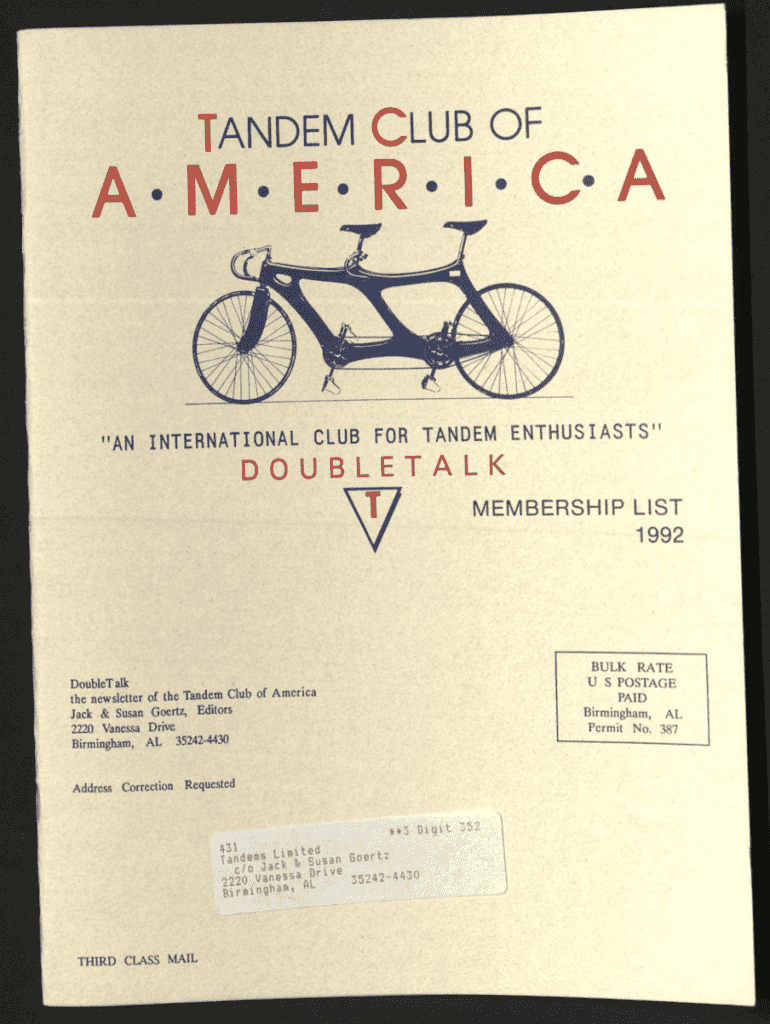 TANDEM CLUB OF
A•M•E•R•I•C•A
"AN INTERNATIONAL CLUB FOR TANDEM ENTHUSIASTS"
DOUBLETALK
T
MEMBERSHIP LIST
1992
DoubleTalk
the newsletter of the Tandem Club of America
Jack & Susan Goertz, Editors
2220 Vanessa Drive
Birmingham, AL 35242-4430
BULK RATE
U S POSTAGE
PAID
Birmingham, AL
Permit No. 387
Address Correction Requested
**3 Digit 352
431
Tandems Limited
c/o Jack & Susan Goertz
2220 Vanessa Drive
Birmingham, AL 35242-4430
THIRD CLASS MAIL